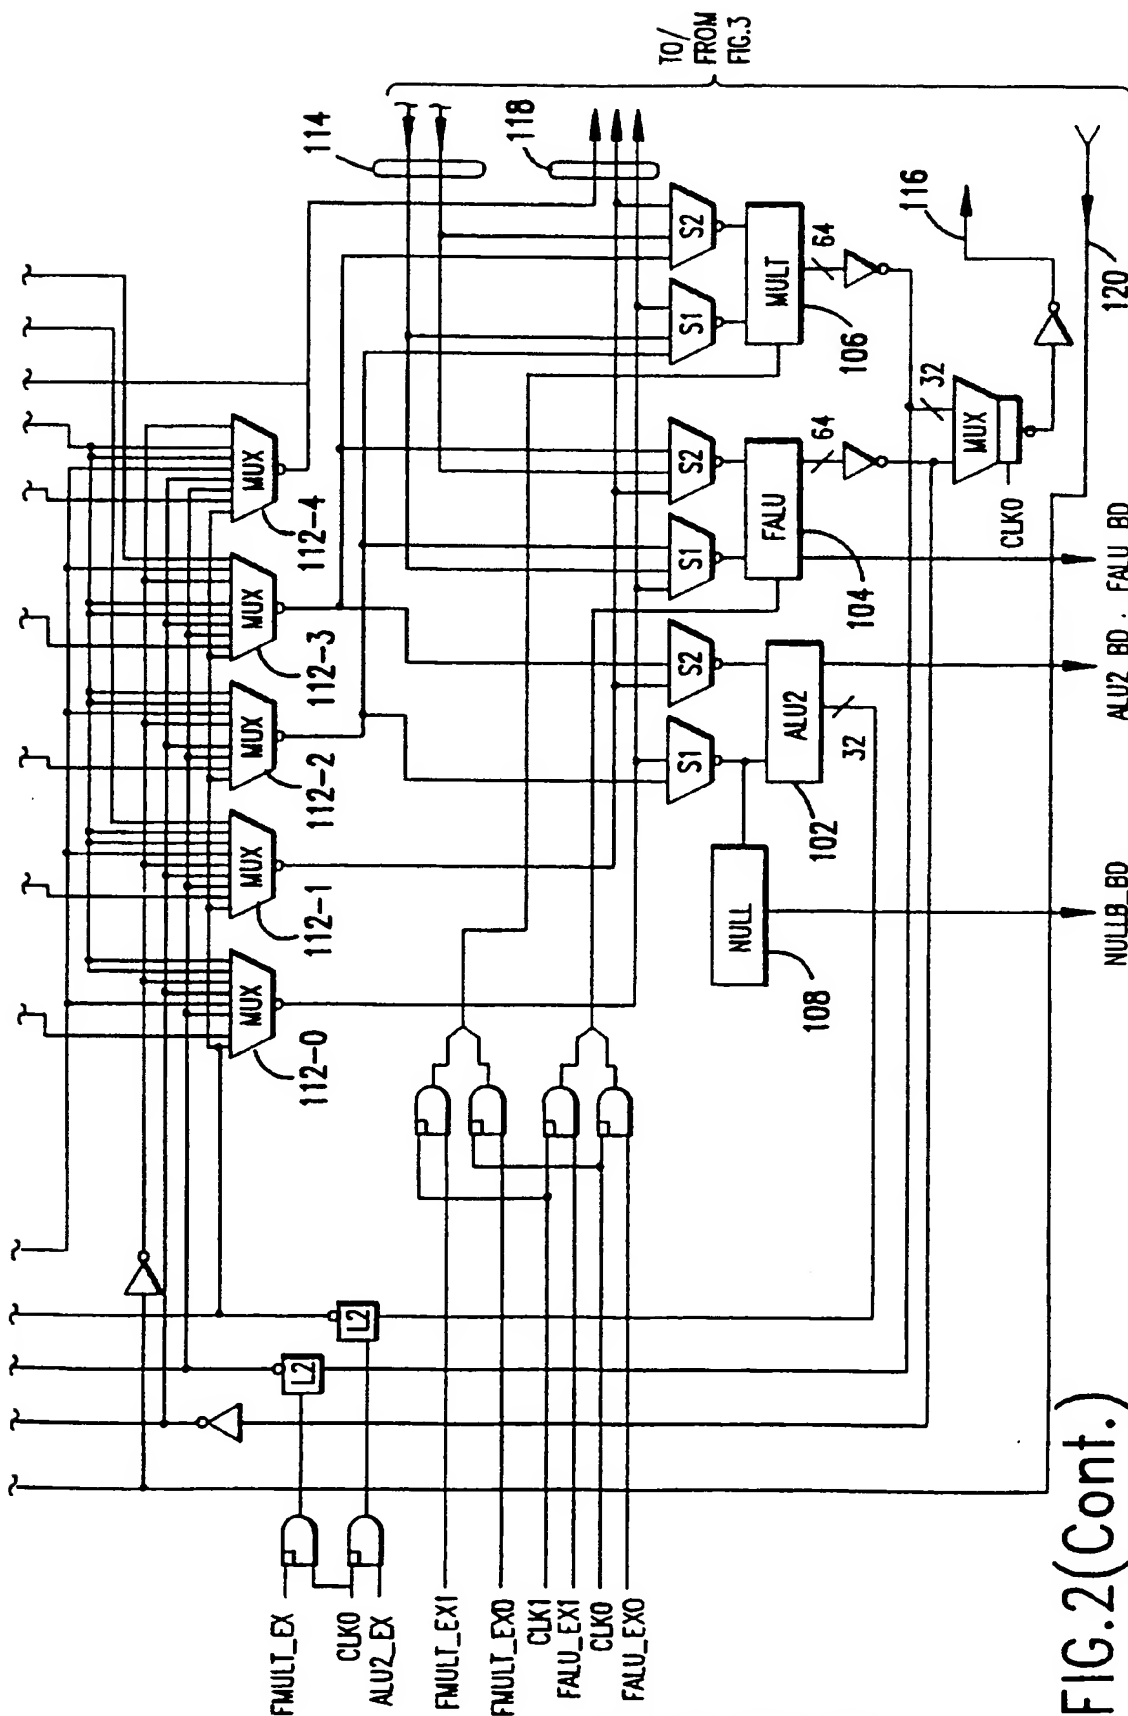 TO/
FROM
FIG.3
114
118
116
120
MUX
112-4
MUX
112-3
MUX
112-2
MUX
112-1
MUX
112-0
S2
S1
MULT
106
64
S2
S1
FALU
104
64
S2
S1
ALU2
102
32
NULL
108
32
MUX
CLK0
L2
L2
FMULT_EX
CLK0
ALU2_EX
FMULT_EX1
FMULT_EX0
CLK1
FALU_EX1
CLK0
FALU_EX0
NULLB_BD
ALU2_BD
FALU_BD
FIG.2(Cont.)